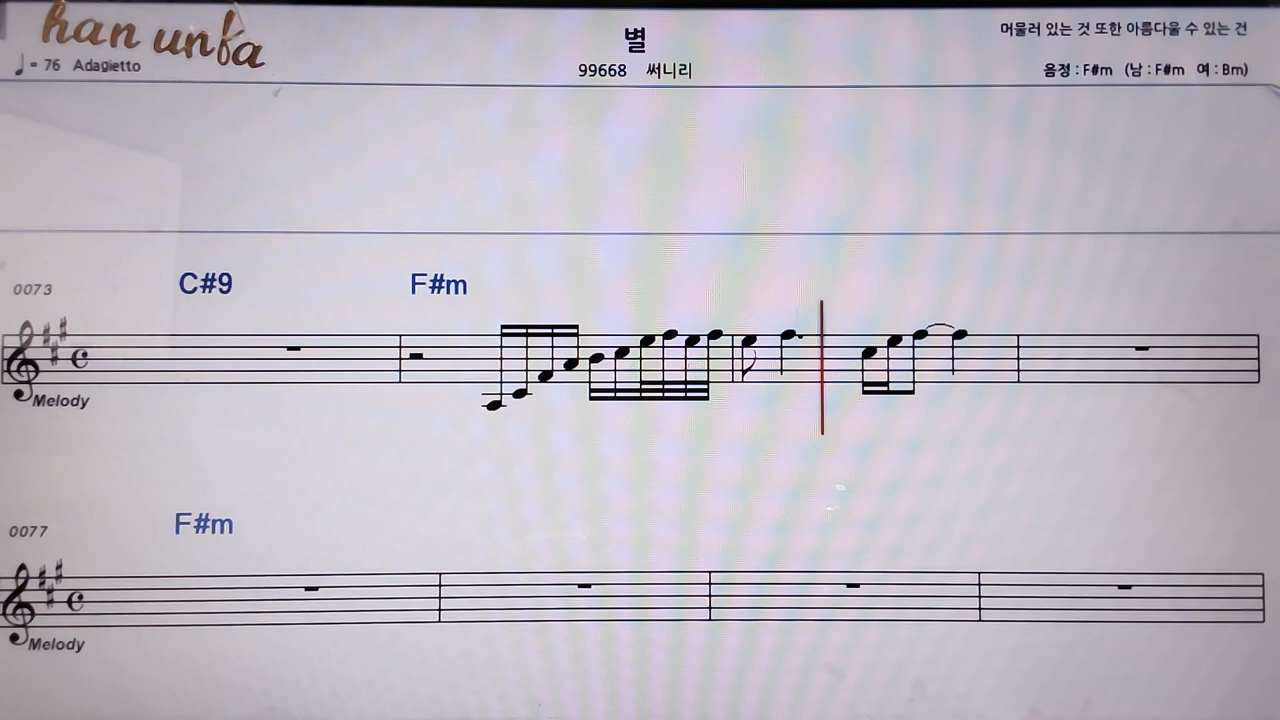 han unba
별
머물러 있는 것 또한 아름다울 수 있는 건
♩= 76 Adagietto
99668 써니리
음정 : F#m (남 : F#m 여 : Bm)
0073
C#9 F#m
Melody
0077
F#m
Melody